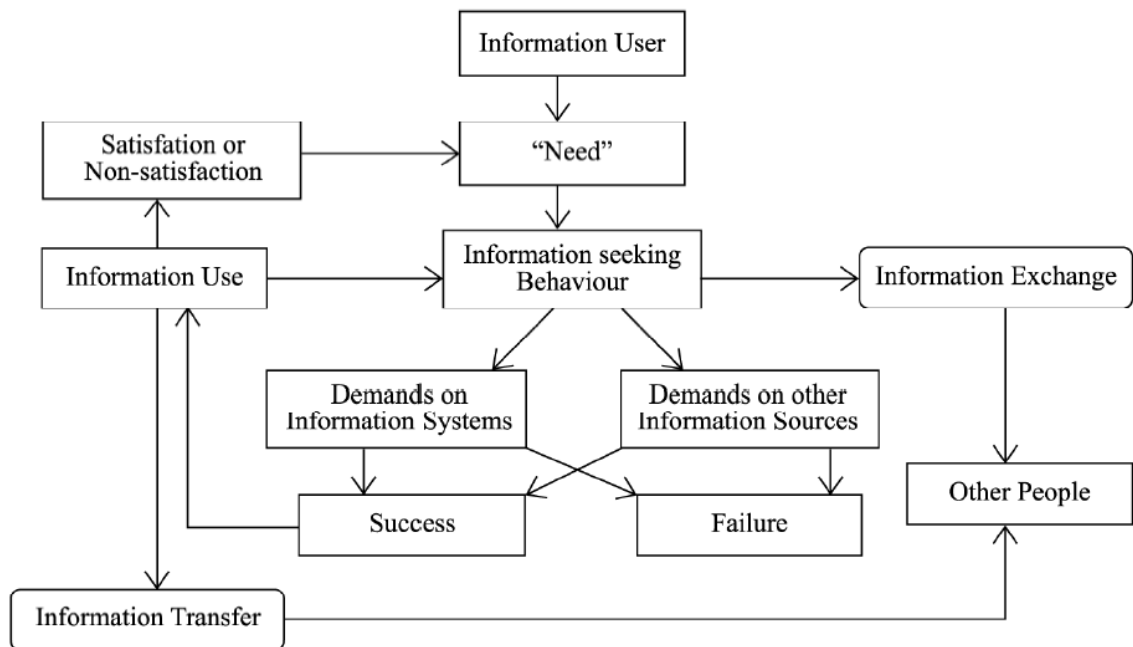 Information User
Satisfation or
Non-satisfaction
“Need”
Information Use
Information seeking
Behaviour
Information Exchange
Demands on
Information Systems
Demands on other
Information Sources
Other People
Success
Failure
Information Transfer